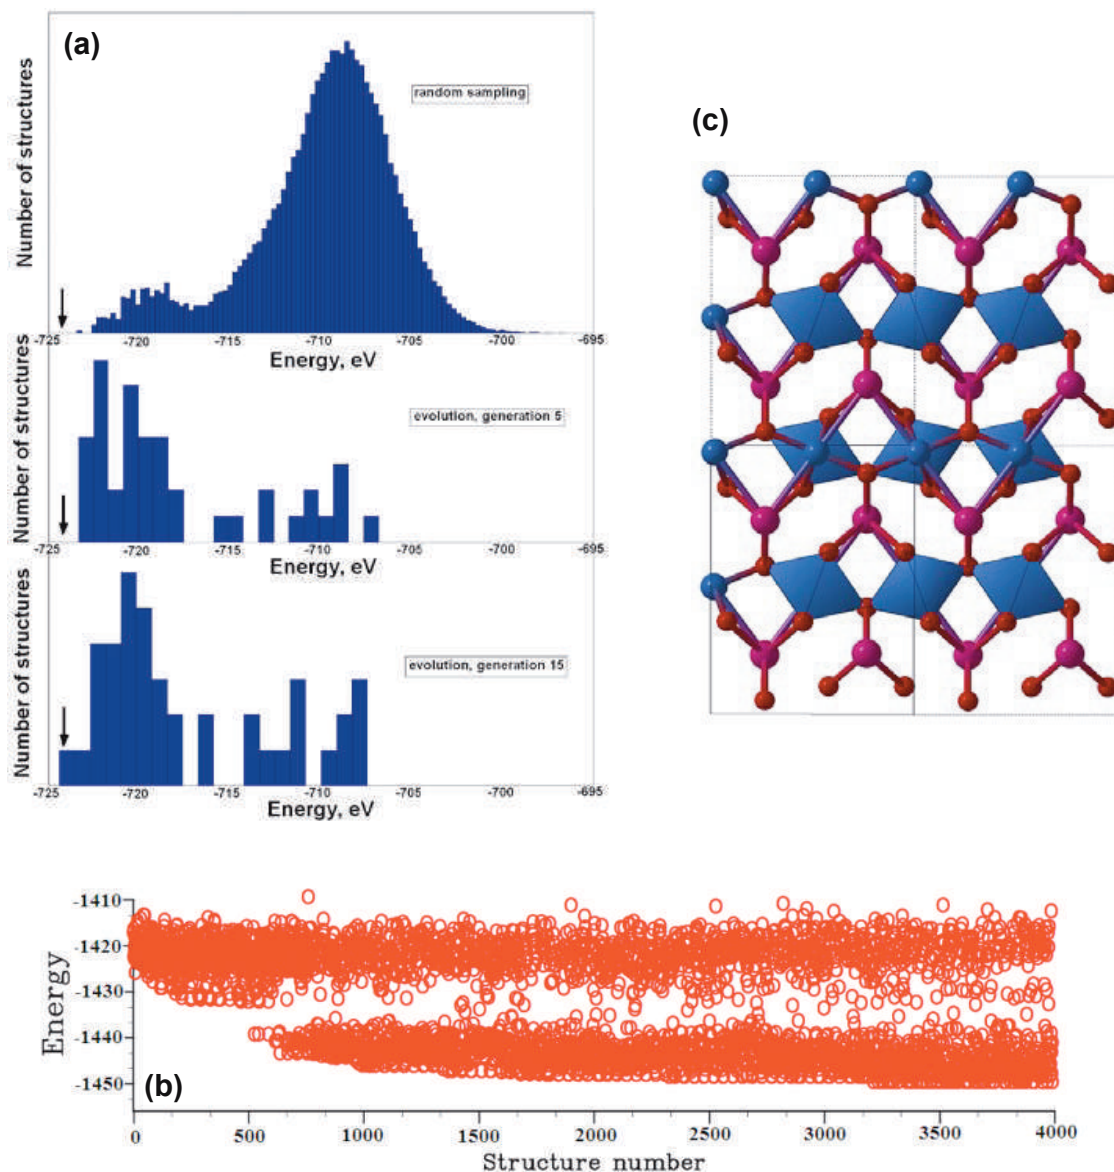 (a)
random sampling
Number of structures
-725 -720 -715 -710 -705 -700 -695
Energy, eV
evolution, generation 5
Number of structures
-725 -720 -715 -710 -705 -700 -695
Energy, eV
evolution, generation 15
Number of structures
-725 -720 -715 -710 -705 -700 -695
Energy, eV
(c)
-1410
-1420
-1430
-1440
-1450
Energy
(b)
0 500 1000 1500 2000 2500 3000 3500 4000
Structure number